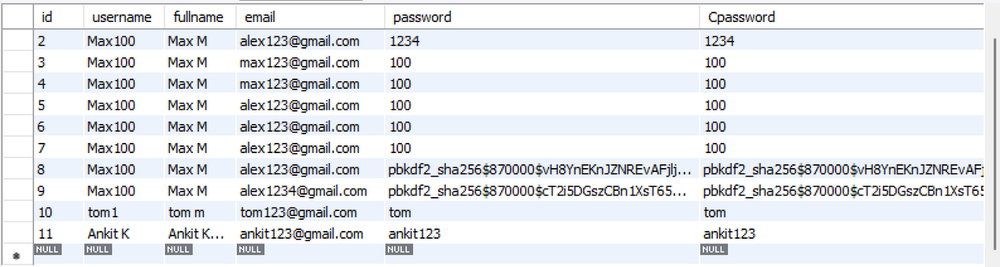 id username fullname email password Cpassword
2 Max100 Max M alex123@gmail.com 1234 1234
3 Max100 Max M max123@gmail.com 100 100
4 Max100 Max M max123@gmail.com 100 100
5 Max100 Max M alex123@gmail.com 100 100
6 Max100 Max M alex123@gmail.com 100 100
7 Max100 Max M alex123@gmail.com 100 100
8 Max100 Max M alex123@gmail.com pbkdf2_sha256$870000$vH8YnEKnJZNREvAFjlj... pbkdf2_sha256$870000$vH8YnEKnJZNREvAFj
9 Max100 Max M alex1234@gmail.com pbkdf2_sha256$870000$cT2i5DGszCBn1XsT65... pbkdf2_sha256$870000$cT2i5DGszCBn1XsT65
10 tom1 tom m tom123@gmail.com tom tom
11 Ankit K Ankit K... ankit123@gmail.com ankit123 ankit123
NULL NULL NULL NULL NULL NULL